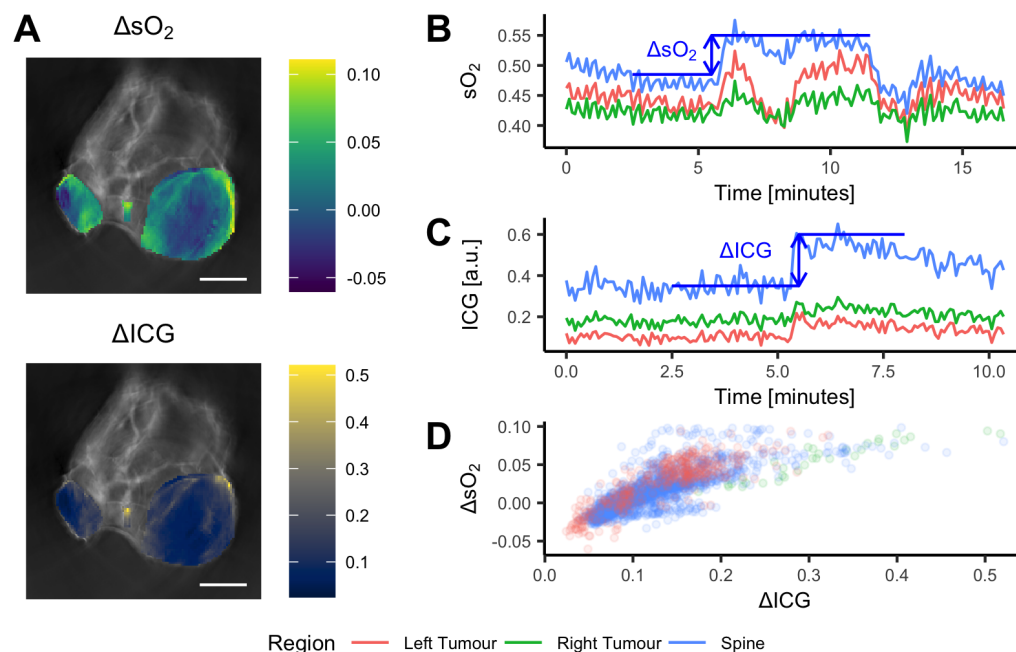 A
ΔsO₂
0.10
0.05
0.00
-0.05
ΔICG
0.5
0.4
0.3
0.2
0.1
B
sO₂
0.55
0.50
0.45
0.40
ΔsO₂
0 5 10 15
Time [minutes]
C
ICG [a.u.]
0.6
0.4
0.2
ΔICG
0.0 2.5 5.0 7.5 10.0
Time [minutes]
D
ΔsO₂
0.10
0.05
0.00
-0.05
0.0 0.1 0.2 0.3 0.4 0.5
ΔICG
Region Left Tumour Right Tumour Spine